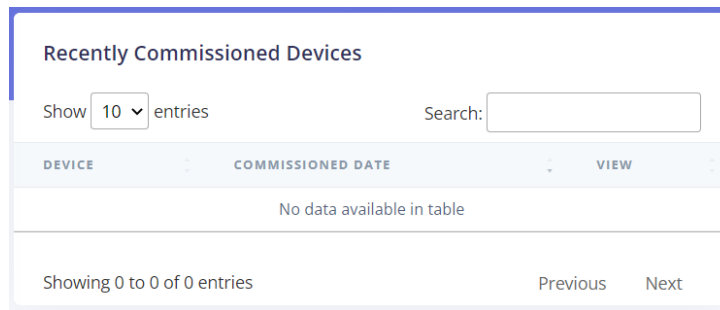 Recently Commissioned Devices
Show 10 entries Search:
DEVICE COMMISSIONED DATE VIEW
No data available in table
Showing 0 to 0 of 0 entries Previous Next